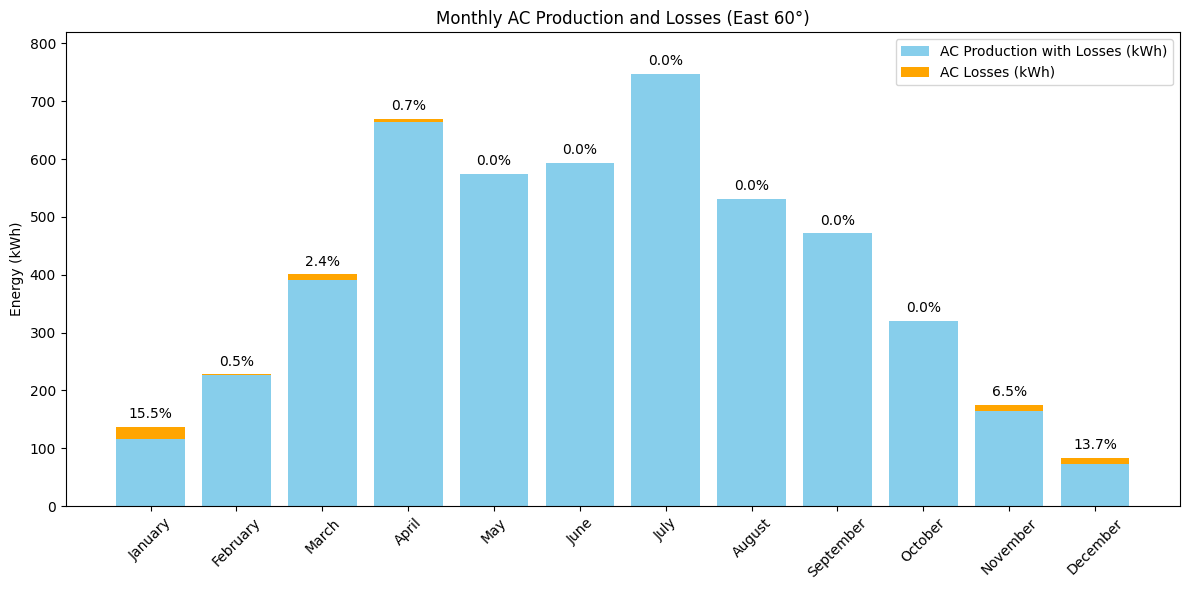 Monthly AC Production and Losses (East 60°)
AC Production with Losses (kWh)
AC Losses (kWh)
Energy (kWh)
800
700
600
500
400
300
200
100
0
15.5%
0.5%
2.4%
0.7%
0.0%
0.0%
0.0%
0.0%
0.0%
0.0%
6.5%
13.7%
January
February
March
April
May
June
July
August
September
October
November
December